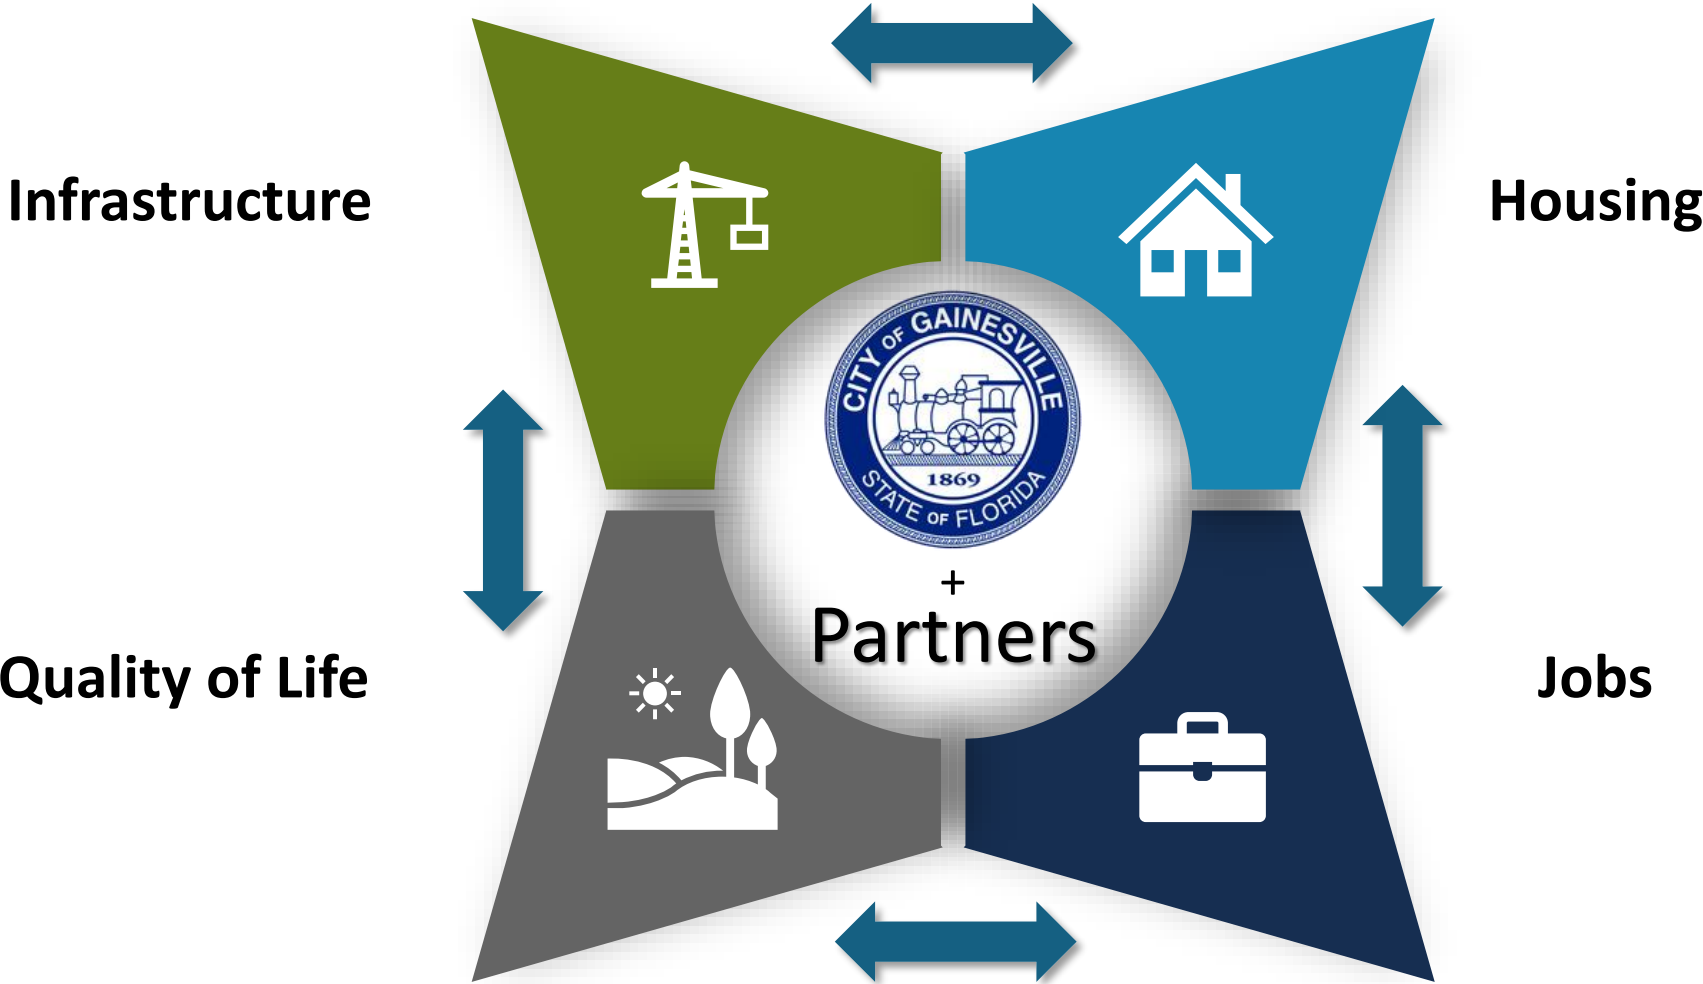 Infrastructure
Housing
CITY OF GAINESVILLE
1869
STATE OF FLORIDA
+
Partners
Quality of Life
Jobs